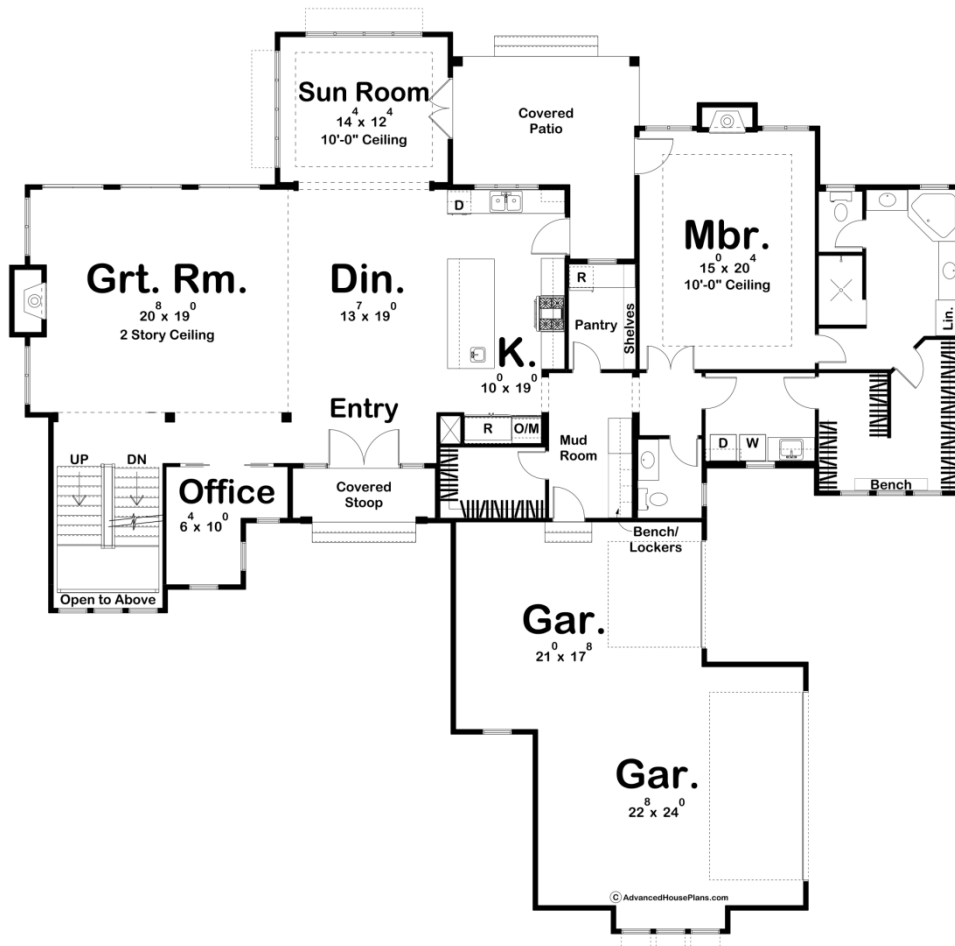 Sun Room
14⁴ x 12⁴
10'-0" Ceiling
Covered
Patio
D
Grt. Rm.
20⁸ x 19⁰
2 Story Ceiling
Din.
13⁷ x 19⁰
Mbr.
15⁰ x 20⁴
10'-0" Ceiling
R
Pantry
Shelves
Lin.
K.
10⁰ x 19⁰
Entry
R
O/M
Mud
Room
D
W
UP
DN
Office
6⁴ x 10⁰
Covered
Stoop
Bench
Bench/
Lockers
Open to Above
Gar.
21⁰ x 17⁸
Gar.
22⁸ x 24⁰
© AdvancedHousePlans.com